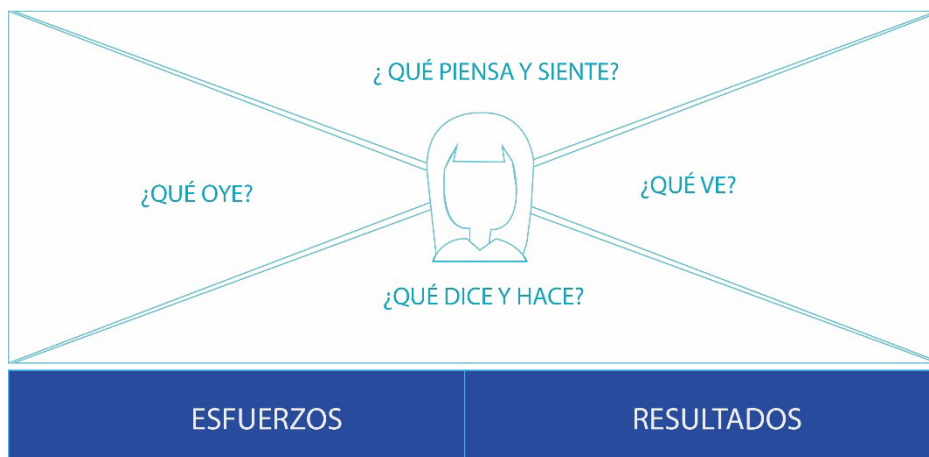 ¿ QUÉ PIENSA Y SIENTE?
¿QUÉ OYE?
¿QUÉ VE?
¿QUÉ DICE Y HACE?
ESFUERZOS
RESULTADOS